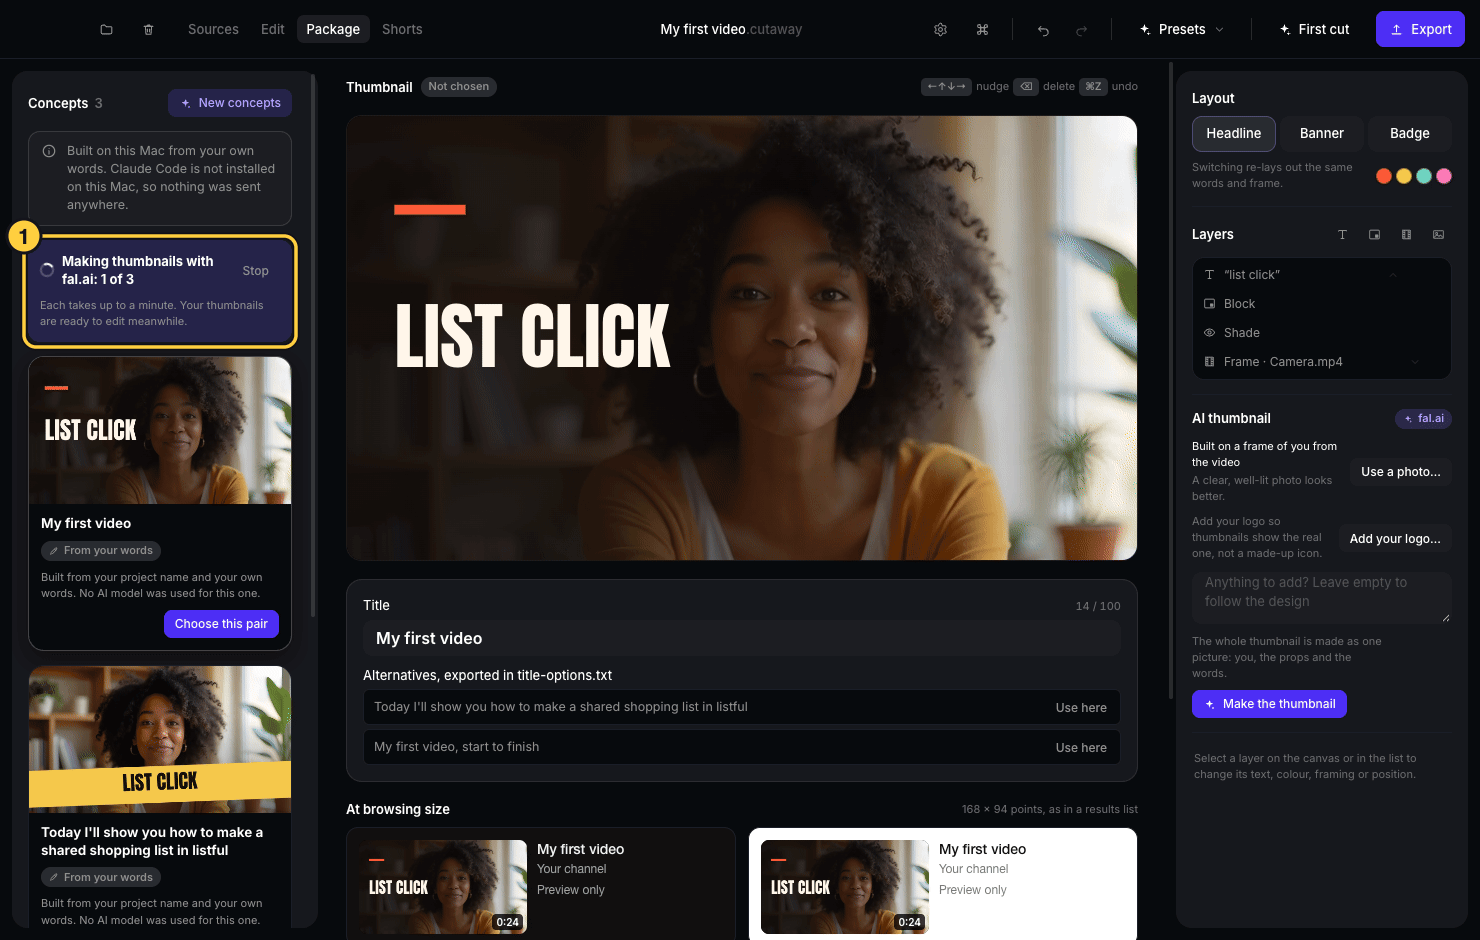 Sources
Edit
Package
Shorts
My first video.cutaway
Presets
First cut
Export
Concepts 3
New concepts
Built on this Mac from your own
words. Claude Code is not installed
on this Mac, so nothing was sent
anywhere.
1
Making thumbnails with
fal.ai: 1 of 3
Stop
Each takes up to a minute. Your thumbnails
are ready to edit meanwhile.
LIST CLICK
My first video
From your words
Built from your project name and your own
words. No AI model was used for this one.
Choose this pair
LIST CLICK
Today I'll show you how to make a
shared shopping list in listful
From your words
Built from your project name and your own
words. No AI model was used for this one.
Thumbnail
Not chosen
←↑↓→ nudge ⌫ delete ⌘Z undo
LIST CLICK
Title
14 / 100
My first video
Alternatives, exported in title-options.txt
Today I'll show you how to make a shared shopping list in listful
Use here
My first video, start to finish
Use here
At browsing size
168 × 94 points, as in a results list
LIST CLICK
0:24
My first video
Your channel
Preview only
LIST CLICK
0:24
My first video
Your channel
Preview only
Layout
Headline
Banner
Badge
Switching re-lays out the same
words and frame.
Layers
T
T “list click”
Block
Shade
Frame · Camera.mp4
AI thumbnail
fal.ai
Built on a frame of you from
the video
A clear, well-lit photo looks
better.
Use a photo...
Add your logo so
thumbnails show the real
one, not a made-up icon.
Add your logo...
Anything to add? Leave empty to
follow the design
The whole thumbnail is made as one
picture: you, the props and the
words.
Make the thumbnail
Select a layer on the canvas or in the list to
change its text, colour, framing or position.